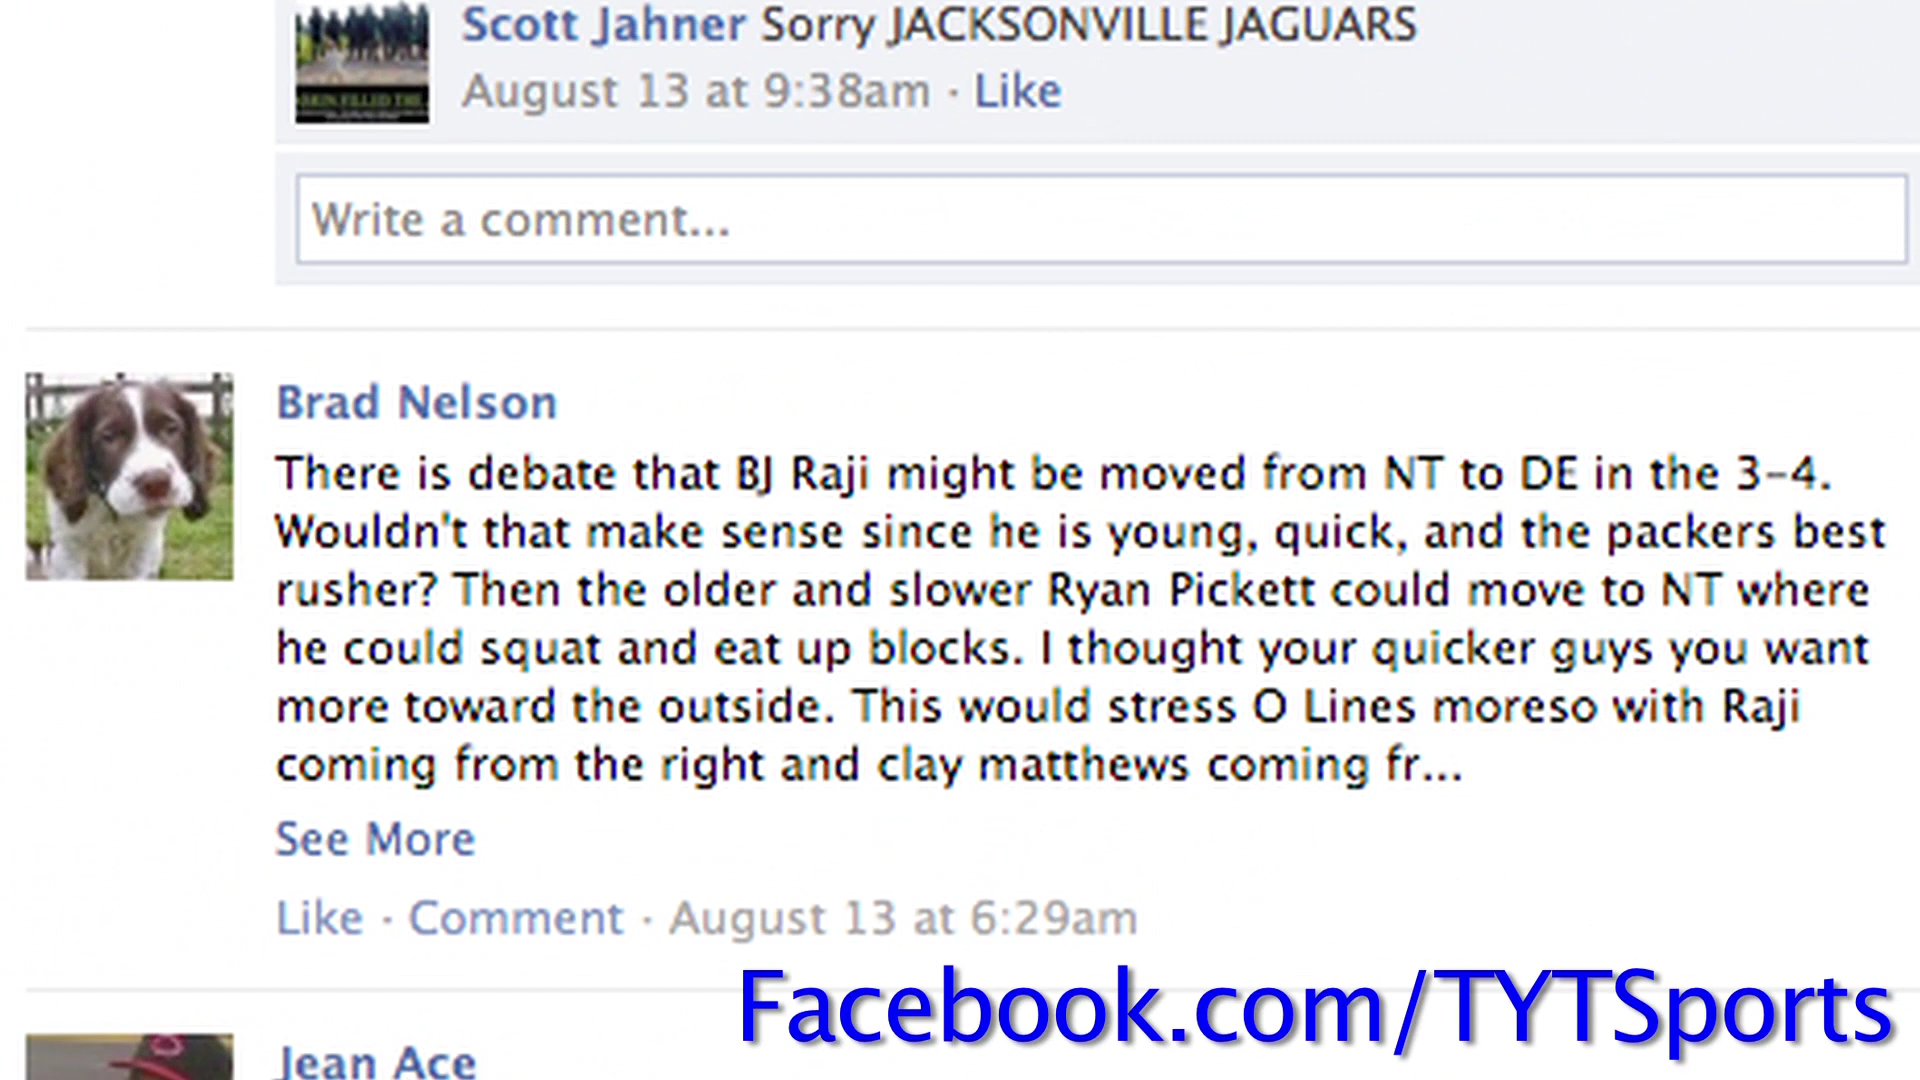 Scott Jahner Sorry JACKSONVILLE JAGUARS
August 13 at 9:38am · Like
Write a comment...
Brad Nelson
There is debate that BJ Raji might be moved from NT to DE in the 3-4.
Wouldn't that make sense since he is young, quick, and the packers best
rusher? Then the older and slower Ryan Pickett could move to NT where
he could squat and eat up blocks. I thought your quicker guys you want
more toward the outside. This would stress O Lines moreso with Raji
coming from the right and clay matthews coming fr...
See More
Like · Comment · August 13 at 6:29am
Facebook.com/TYTSports
Jean Ace